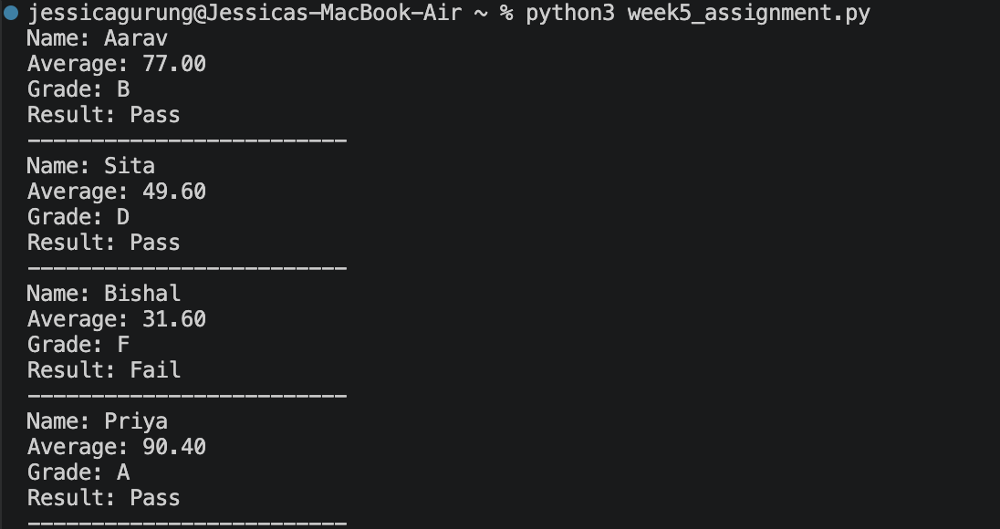 jessicagurung@Jessicas-MacBook-Air ~ % python3 week5_assignment.py
Name: Aarav
Average: 77.00
Grade: B
Result: Pass
-------------------------
Name: Sita
Average: 49.60
Grade: D
Result: Pass
-------------------------
Name: Bishal
Average: 31.60
Grade: F
Result: Fail
-------------------------
Name: Priya
Average: 90.40
Grade: A
Result: Pass
-------------------------